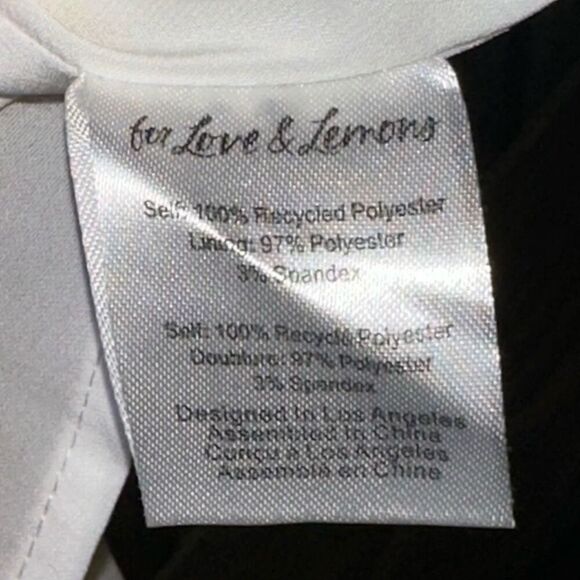 for Love & Lemons
Self: 100% Recycled Polyester
Lining: 97% Polyester
3% Spandex
Self: 100% Recycle Polyester
Doublure: 97% Polyester
3% Spandex
Designed In Los Angeles
Assembled In China
Conçu a Los Angeles
Assemble en Chine